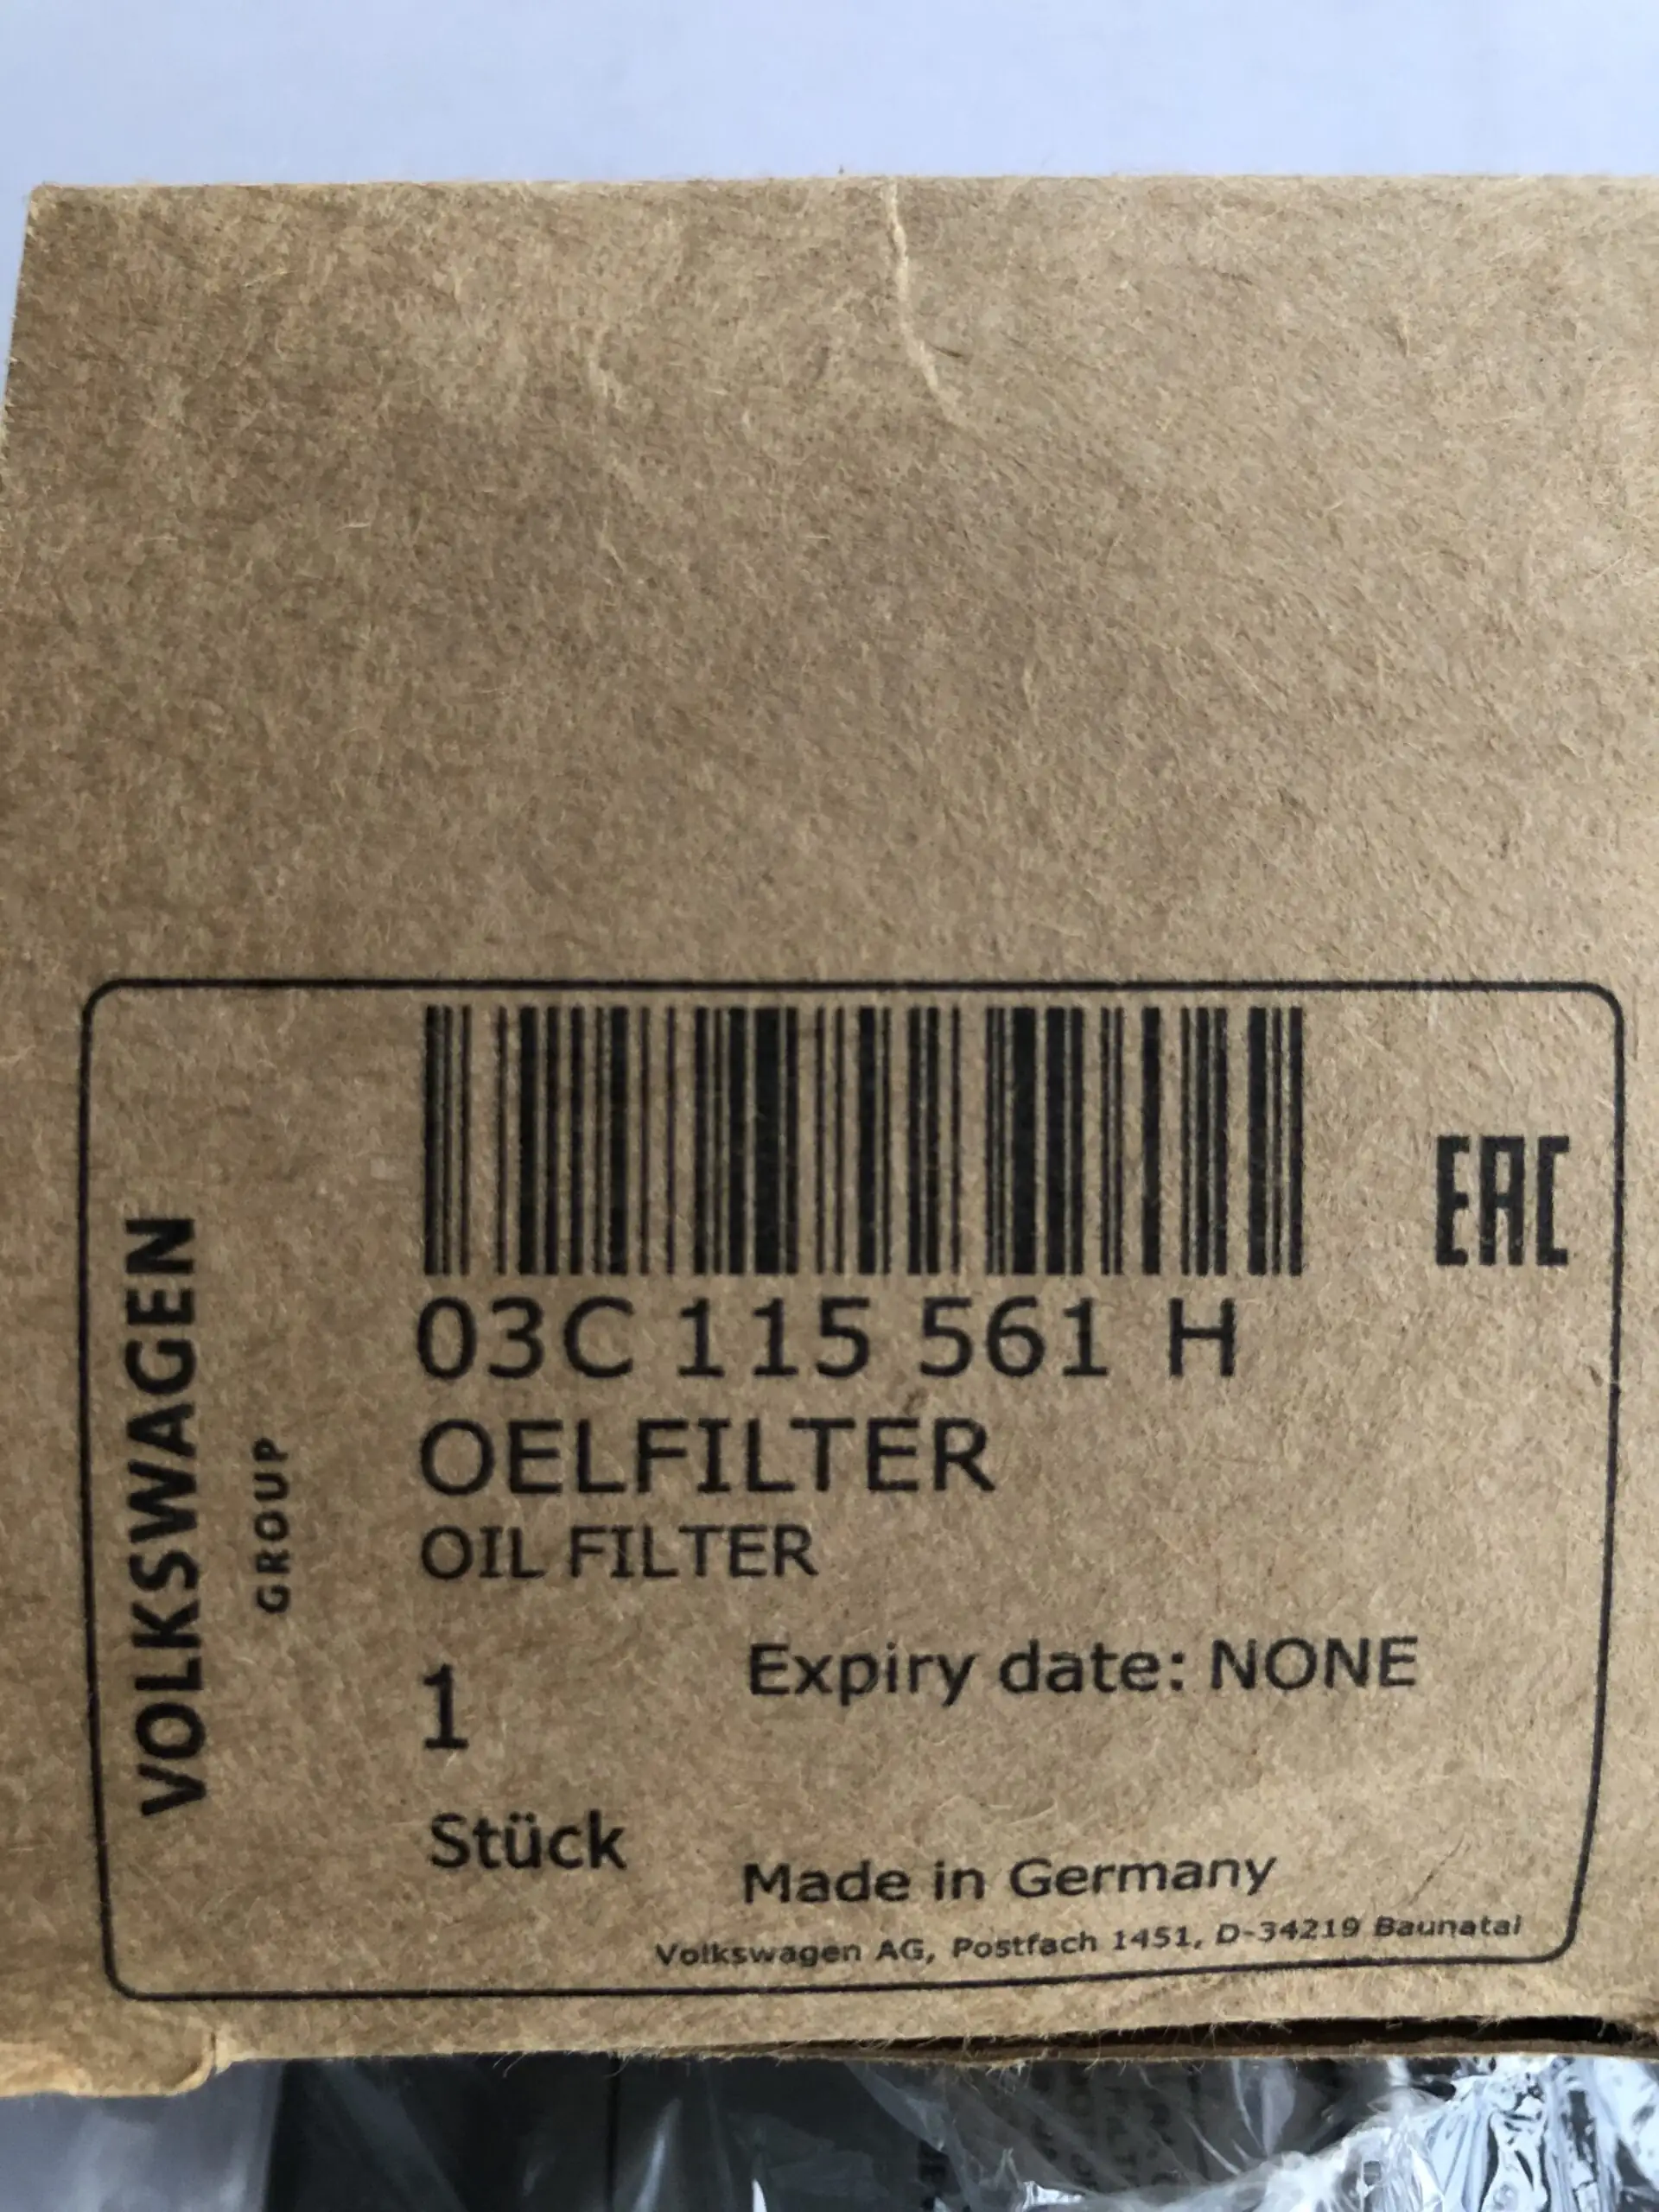 VOLKSWAGEN
GROUP
EAC
03C 115 561 H
OELFILTER
OIL FILTER
1
Expiry date: NONE
Stück
Made in Germany
Volkswagen AG, Postfach 1451, D-34219 Baunatal